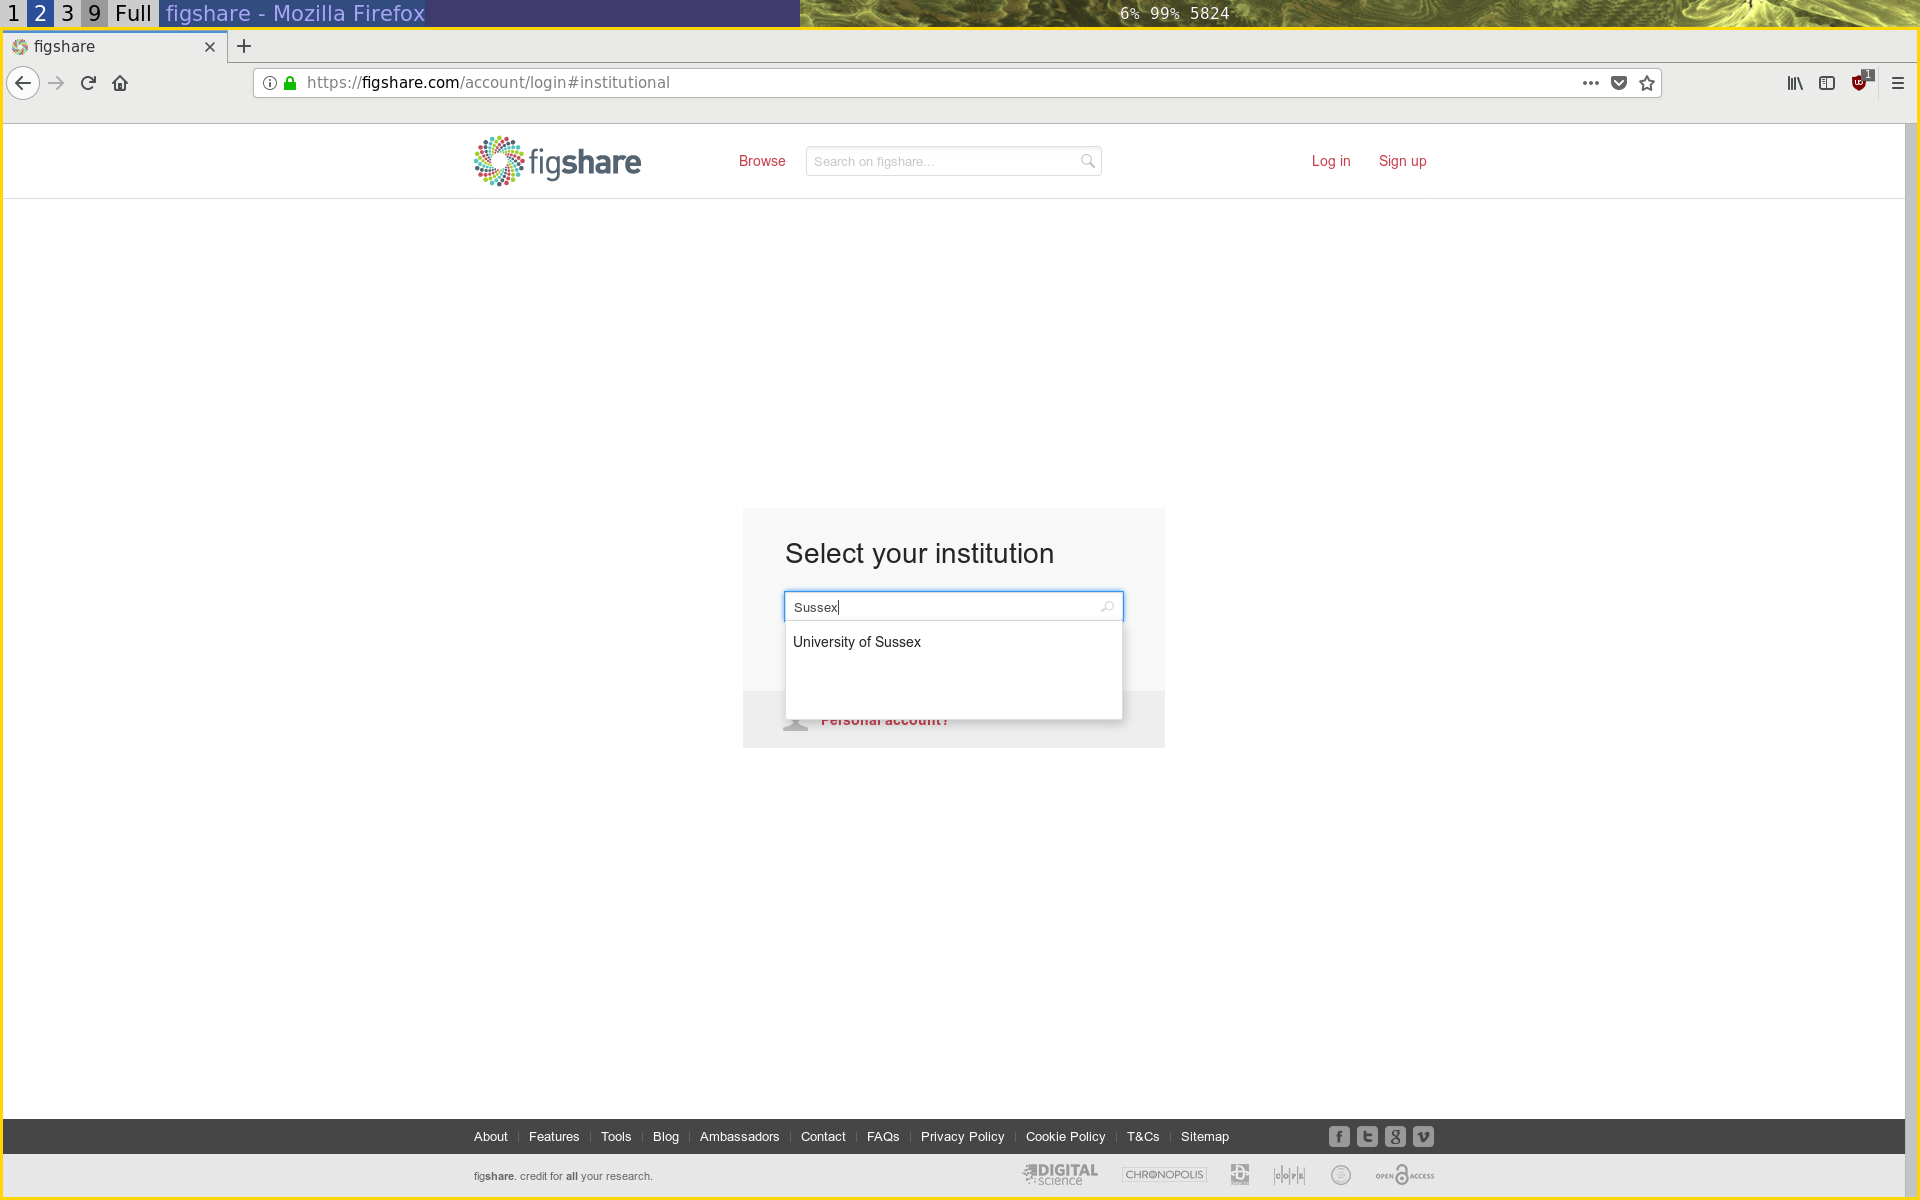 1 2 3 9 Full figshare - Mozilla Firefox 6% 99% 5824
figshare
https://figshare.com/account/login#institutional
1
figshare Browse Search on figshare... Log in Sign up
Select your institution
Sussex
University of Sussex
Personal account?
About Features Tools Blog Ambassadors Contact FAQs Privacy Policy Cookie Policy T&Cs Sitemap
figshare. credit for all your research. DIGITAL science CHRONOPOLIS COPE OPEN ACCESS